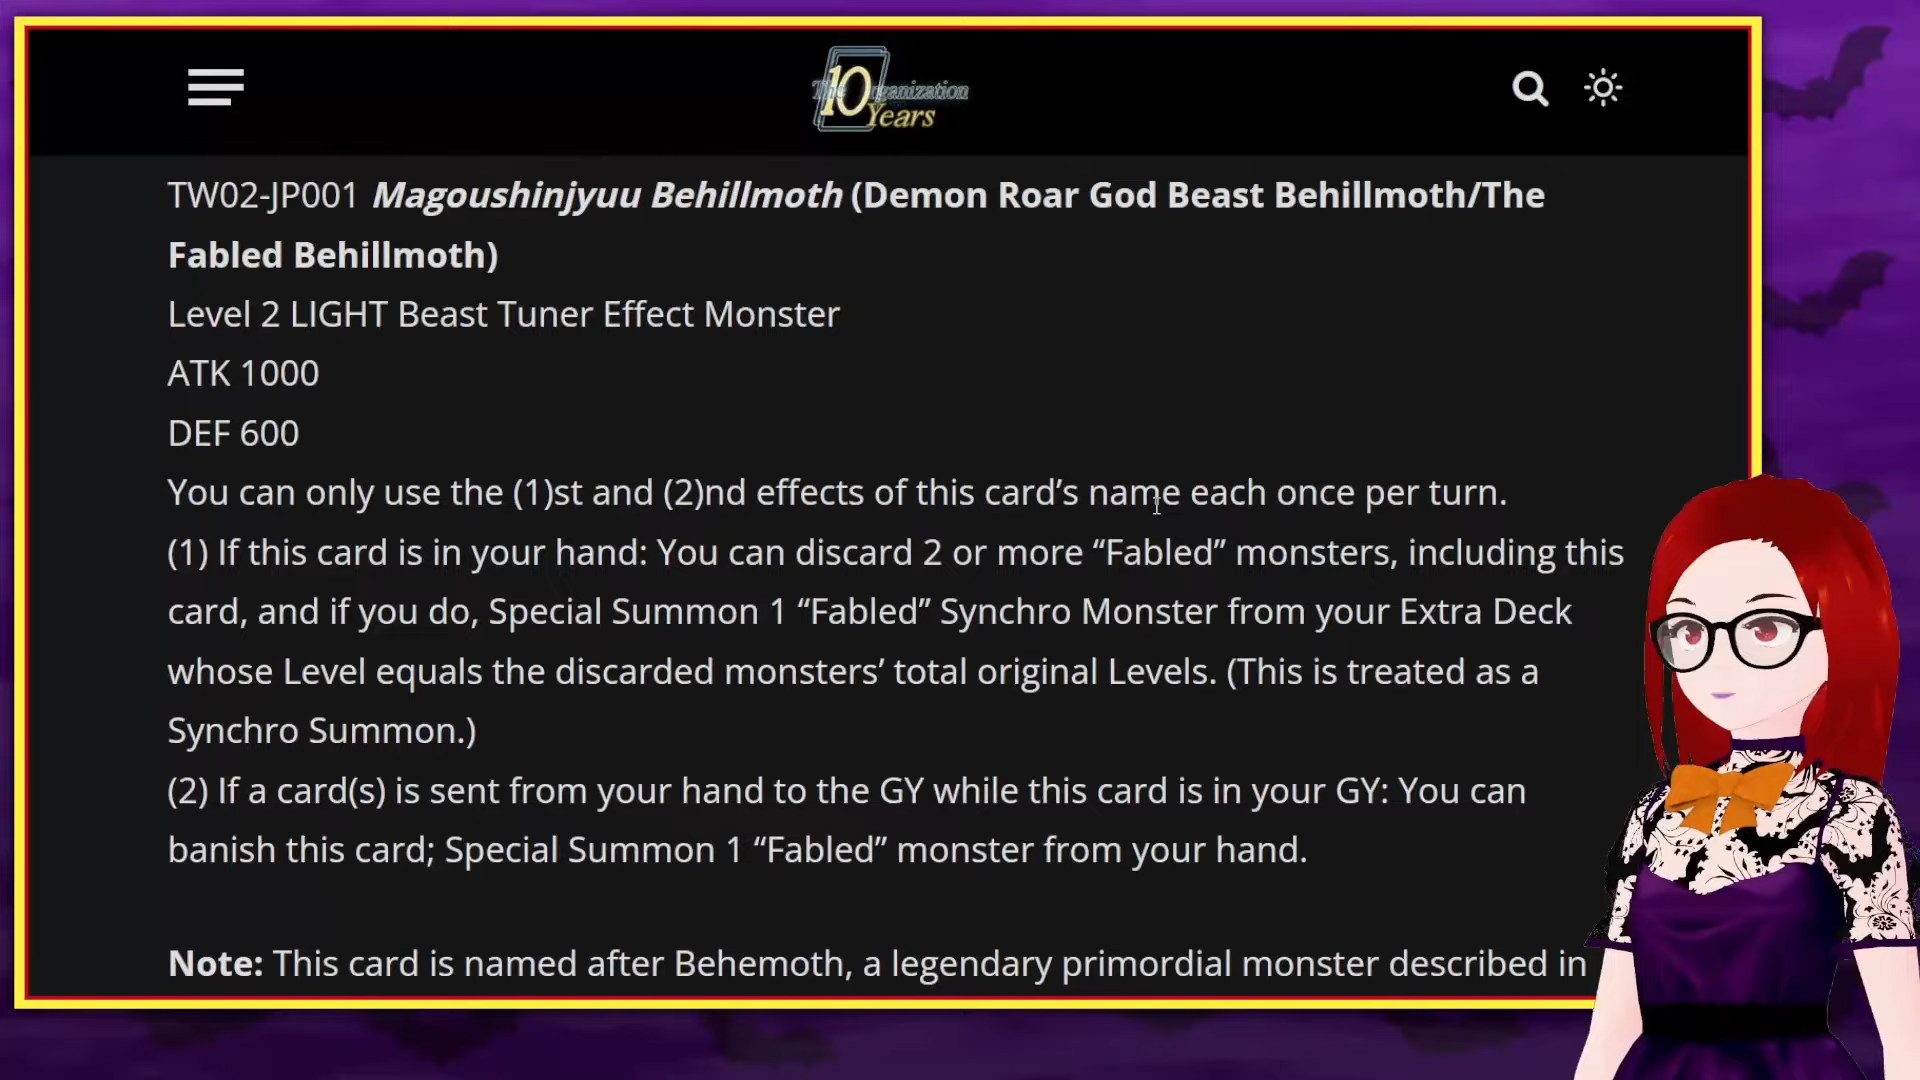 The Organization
10 Years
TW02-JP001 Magoushinjyuu Behillmoth (Demon Roar God Beast Behillmoth/The
Fabled Behillmoth)
Level 2 LIGHT Beast Tuner Effect Monster
ATK 1000
DEF 600
You can only use the (1)st and (2)nd effects of this card’s name each once per turn.
(1) If this card is in your hand: You can discard 2 or more “Fabled” monsters, including this
card, and if you do, Special Summon 1 “Fabled” Synchro Monster from your Extra Deck
whose Level equals the discarded monsters’ total original Levels. (This is treated as a
Synchro Summon.)
(2) If a card(s) is sent from your hand to the GY while this card is in your GY: You can
banish this card; Special Summon 1 “Fabled” monster from your hand.
Note: This card is named after Behemoth, a legendary primordial monster described in